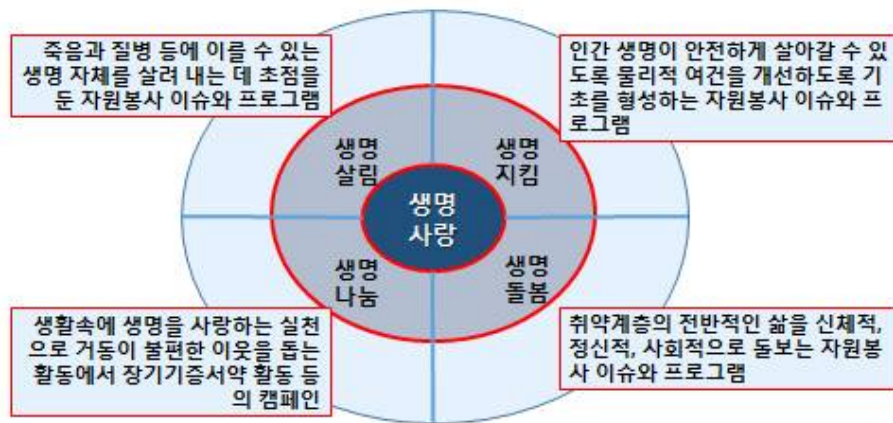 죽음과 질병 등에 이를 수 있는
생명 자체를 살려 내는 데 초점을
둔 자원봉사 이슈와 프로그램
인간 생명이 안전하게 살아갈 수 있
도록 물리적 여건을 개선하도록 기
초를 형성하는 자원봉사 이슈와 프
로그램
생명
살림
생명
지킴
생명
사랑
생명
나눔
생명
돌봄
생활속에 생명을 사랑하는 실천
으로 거동이 불편한 이웃을 돕는
활동에서 장기기증서약 활동 등
의 캠페인
취약계층의 전반적인 삶을 신체적,
정신적, 사회적으로 돌보는 자원봉
사 이슈와 프로그램